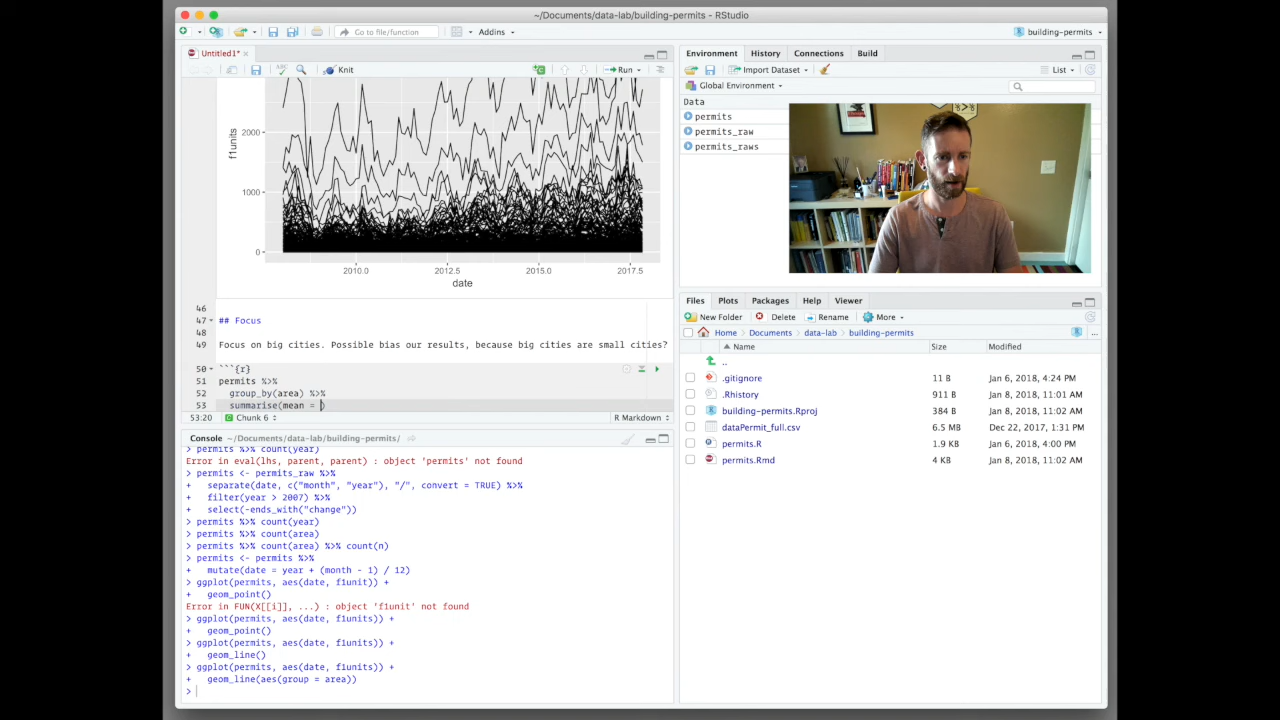 ~/Documents/data-lab/building-permits - RStudio
Go to file/function
Addins
building-permits
Untitled1*
Knit
Run
f1units
2000
1000
0
2010.0 2012.5 2015.0 2017.5
date
46
47 ## Focus
48
49 Focus on big cities. Possible bias our results, because big cities are small cities?
50 ```{r}
51 permits %>%
52 group_by(area) %>%
53 summarise(mean = )
53:20 Chunk 6 R Markdown
Console ~/Documents/data-lab/building-permits/
> permits %>% count(year)
Error in eval(lhs, parent, parent) : object 'permits' not found
> permits <- permits_raw %>%
+ separate(date, c("month", "year"), "/", convert = TRUE) %>%
+ filter(year > 2007) %>%
+ select(-ends_with("change"))
> permits %>% count(year)
> permits %>% count(area)
> permits %>% count(area) %>% count(n)
> permits <- permits %>%
+ mutate(date = year + (month - 1) / 12)
> ggplot(permits, aes(date, f1unit)) +
+ geom_point()
Error in FUN(X[[i]], ...) : object 'f1unit' not found
> ggplot(permits, aes(date, f1units)) +
+ geom_point()
> ggplot(permits, aes(date, f1units)) +
+ geom_line()
> ggplot(permits, aes(date, f1units)) +
+ geom_line(aes(group = area))
>
Environment History Connections Build
Import Dataset List
Global Environment
Data
permits
permits_raw
permits_raws
%>%
Files Plots Packages Help Viewer
New Folder Delete Rename More
Home Documents data-lab building-permits ...
Name Size Modified
..
.gitignore 11 B Jan 6, 2018, 4:24 PM
.Rhistory 911 B Jan 8, 2018, 11:01 AM
building-permits.Rproj 384 B Jan 8, 2018, 11:02 AM
dataPermit_full.csv 6.5 MB Dec 22, 2017, 1:31 PM
permits.R 1.9 KB Jan 6, 2018, 4:00 PM
permits.Rmd 4 KB Jan 8, 2018, 11:02 AM